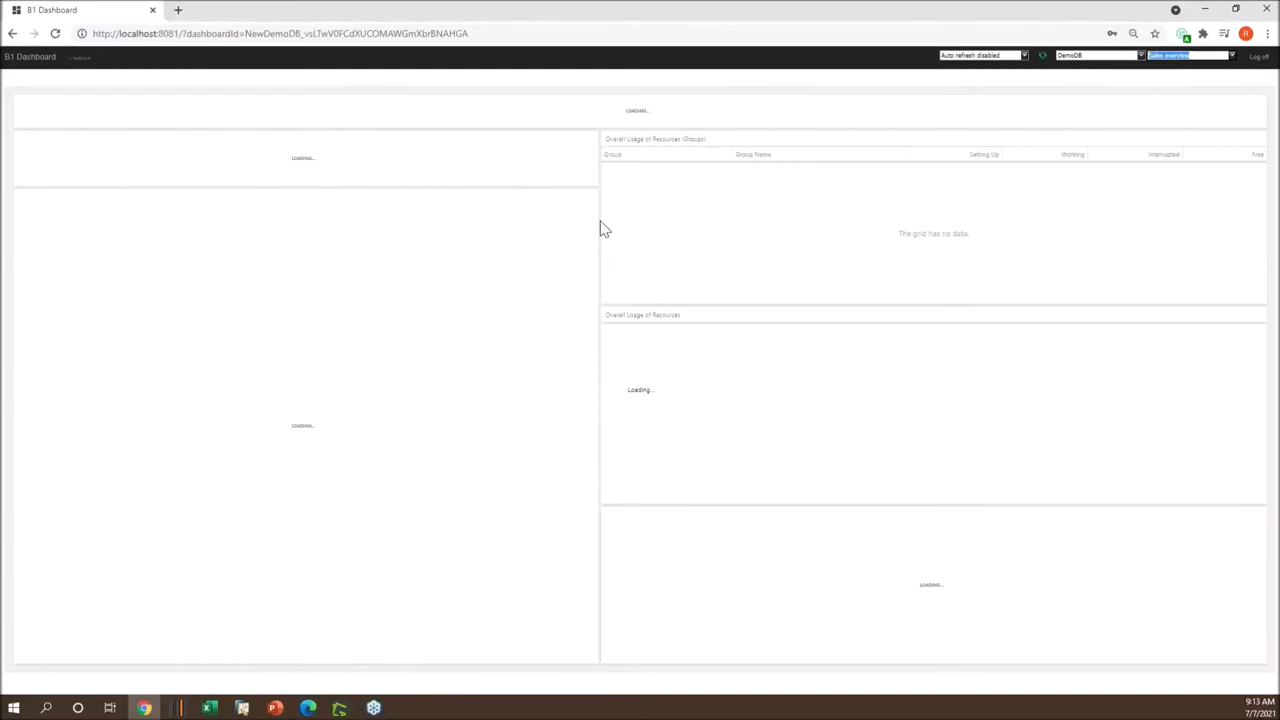 B1 Dashboard
http://localhost:8081/?dashboardId=NewDemoDB_vsLTwV0FCdXUCOMAWGmXbrBNAHGA
B1 Dashboard
Auto refresh disabled
DemoDB
Sales overview
Log off
LOADING...
LOADING...
Overall Usage of Resources (Groups)
Group Group Name Setting Up Working Interrupted Free
The grid has no data.
Overall Usage of Resources
Loading...
LOADING...
LOADING...
9:13 AM
7/7/2021